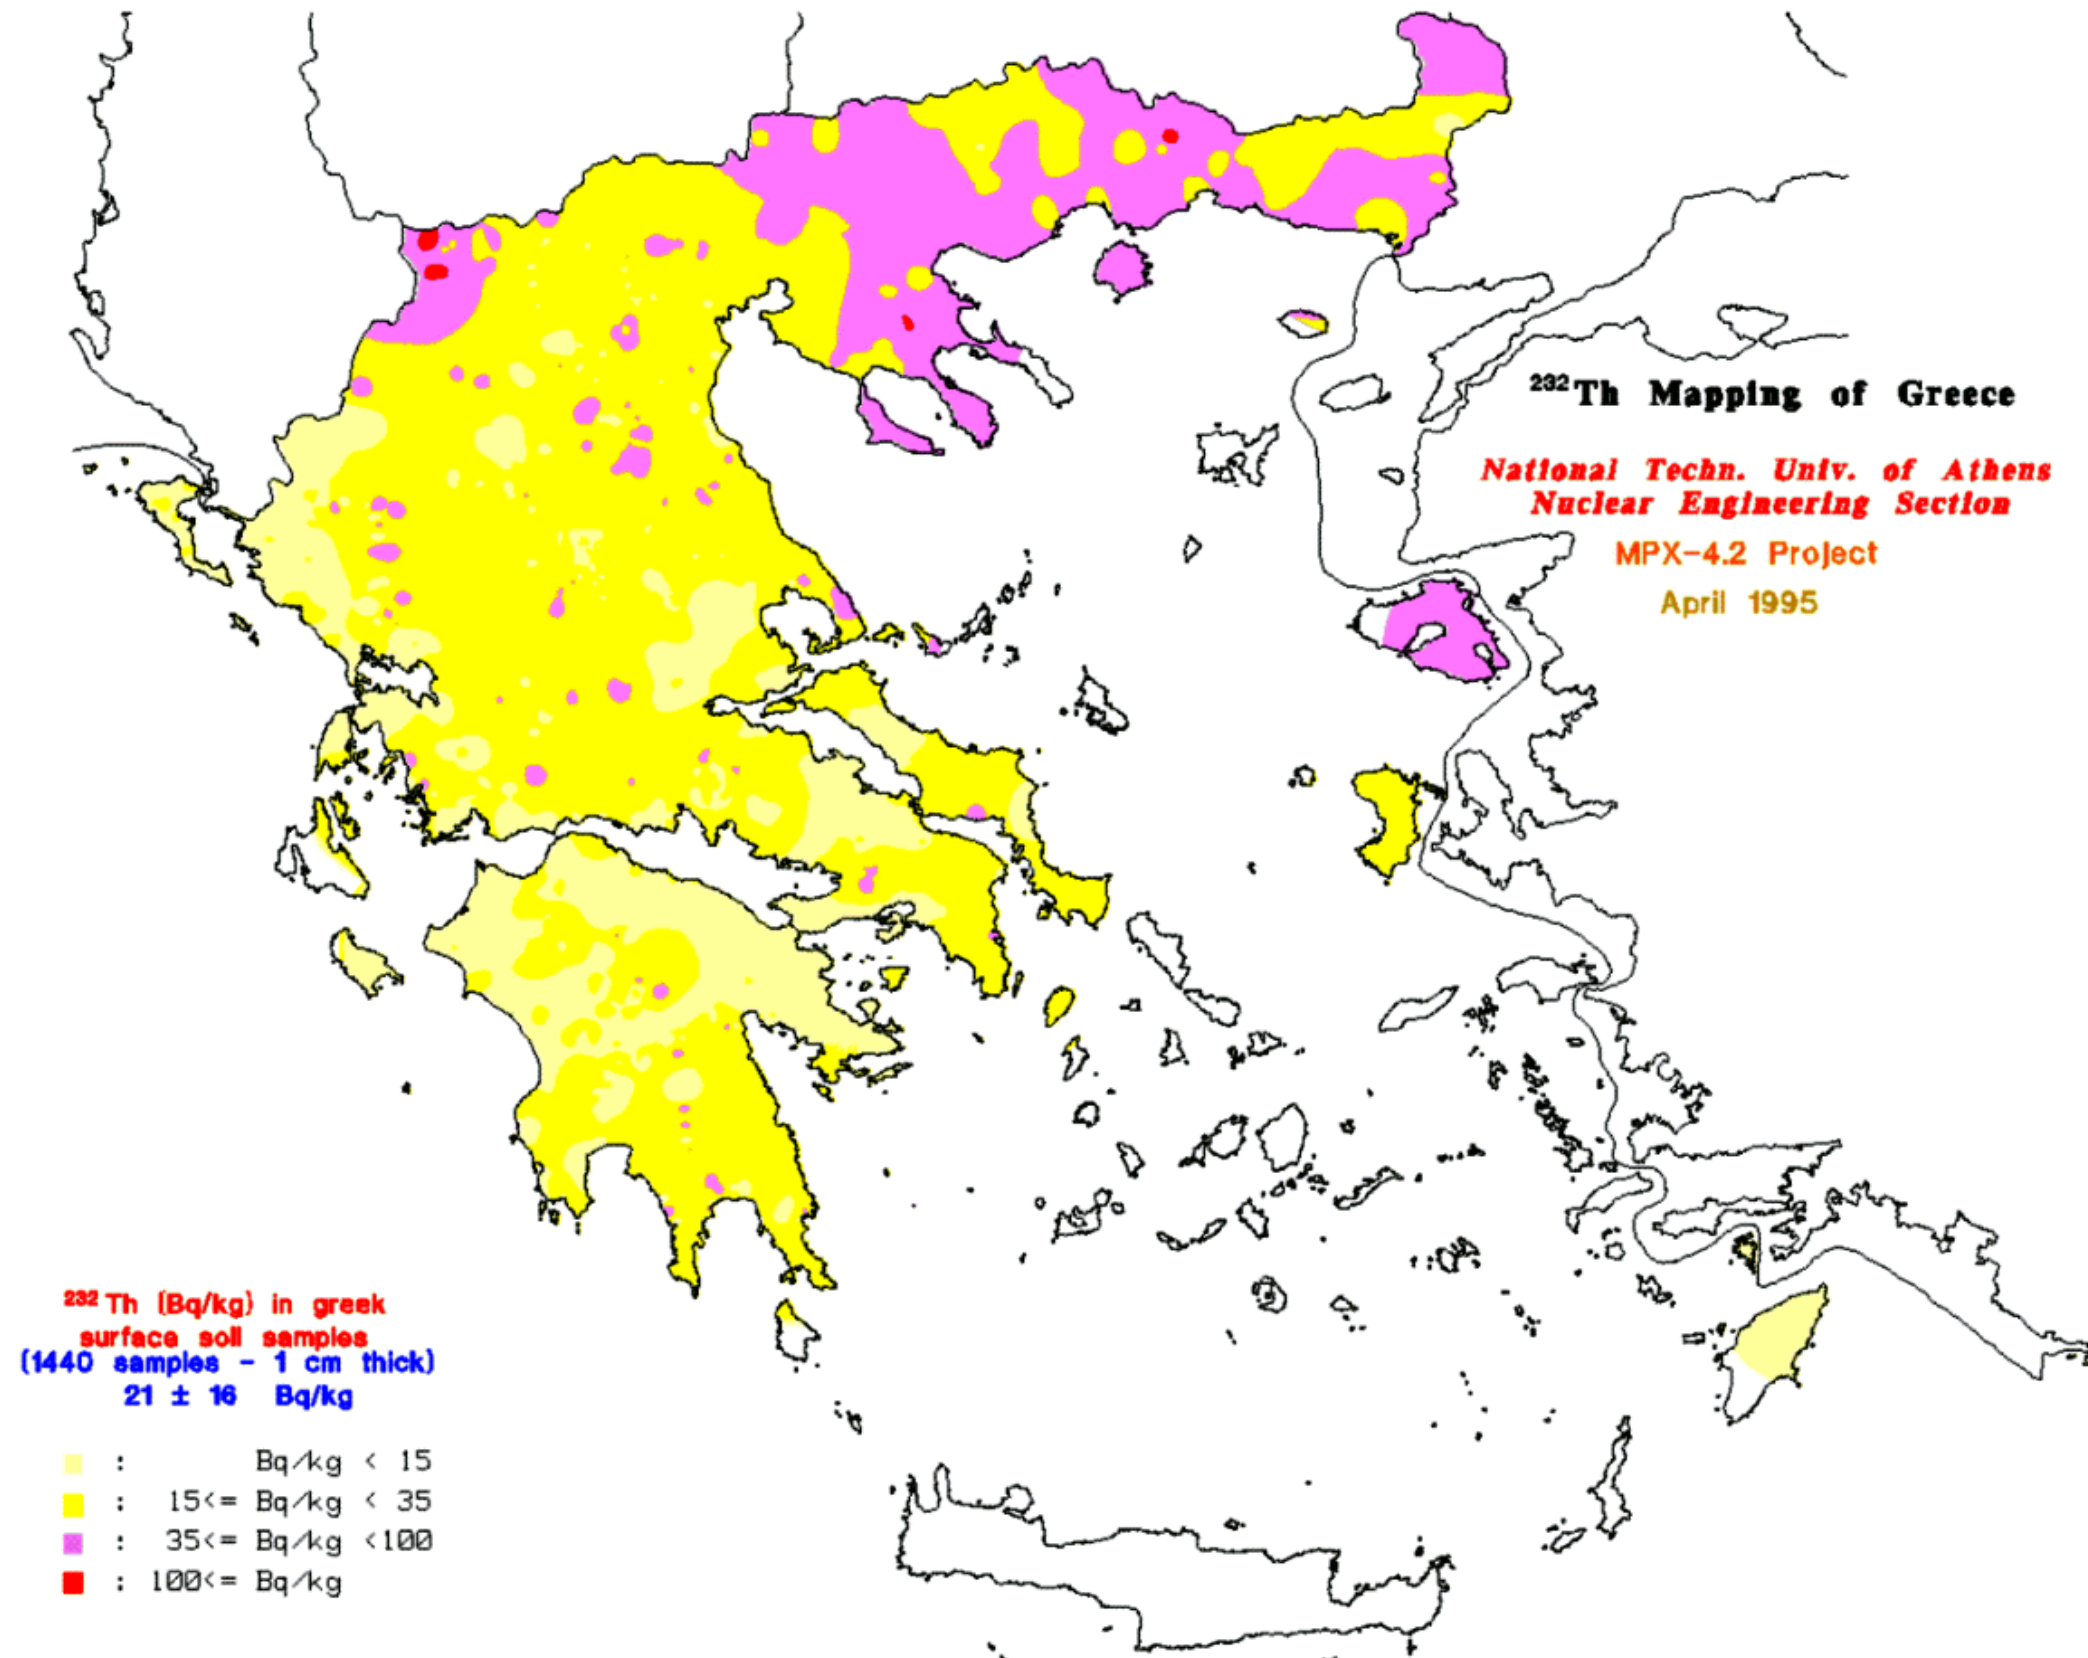 ²³²Th Mapping of Greece
National Techn. Univ. of Athens
Nuclear Engineering Section
MPX-4.2 Project
April 1995
²³²Th (Bq/kg) in greek
surface soil samples
(1440 samples - 1 cm thick)
21 ± 16 Bq/kg
: Bq/kg < 15
: 15<= Bq/kg < 35
: 35<= Bq/kg <100
: 100<= Bq/kg